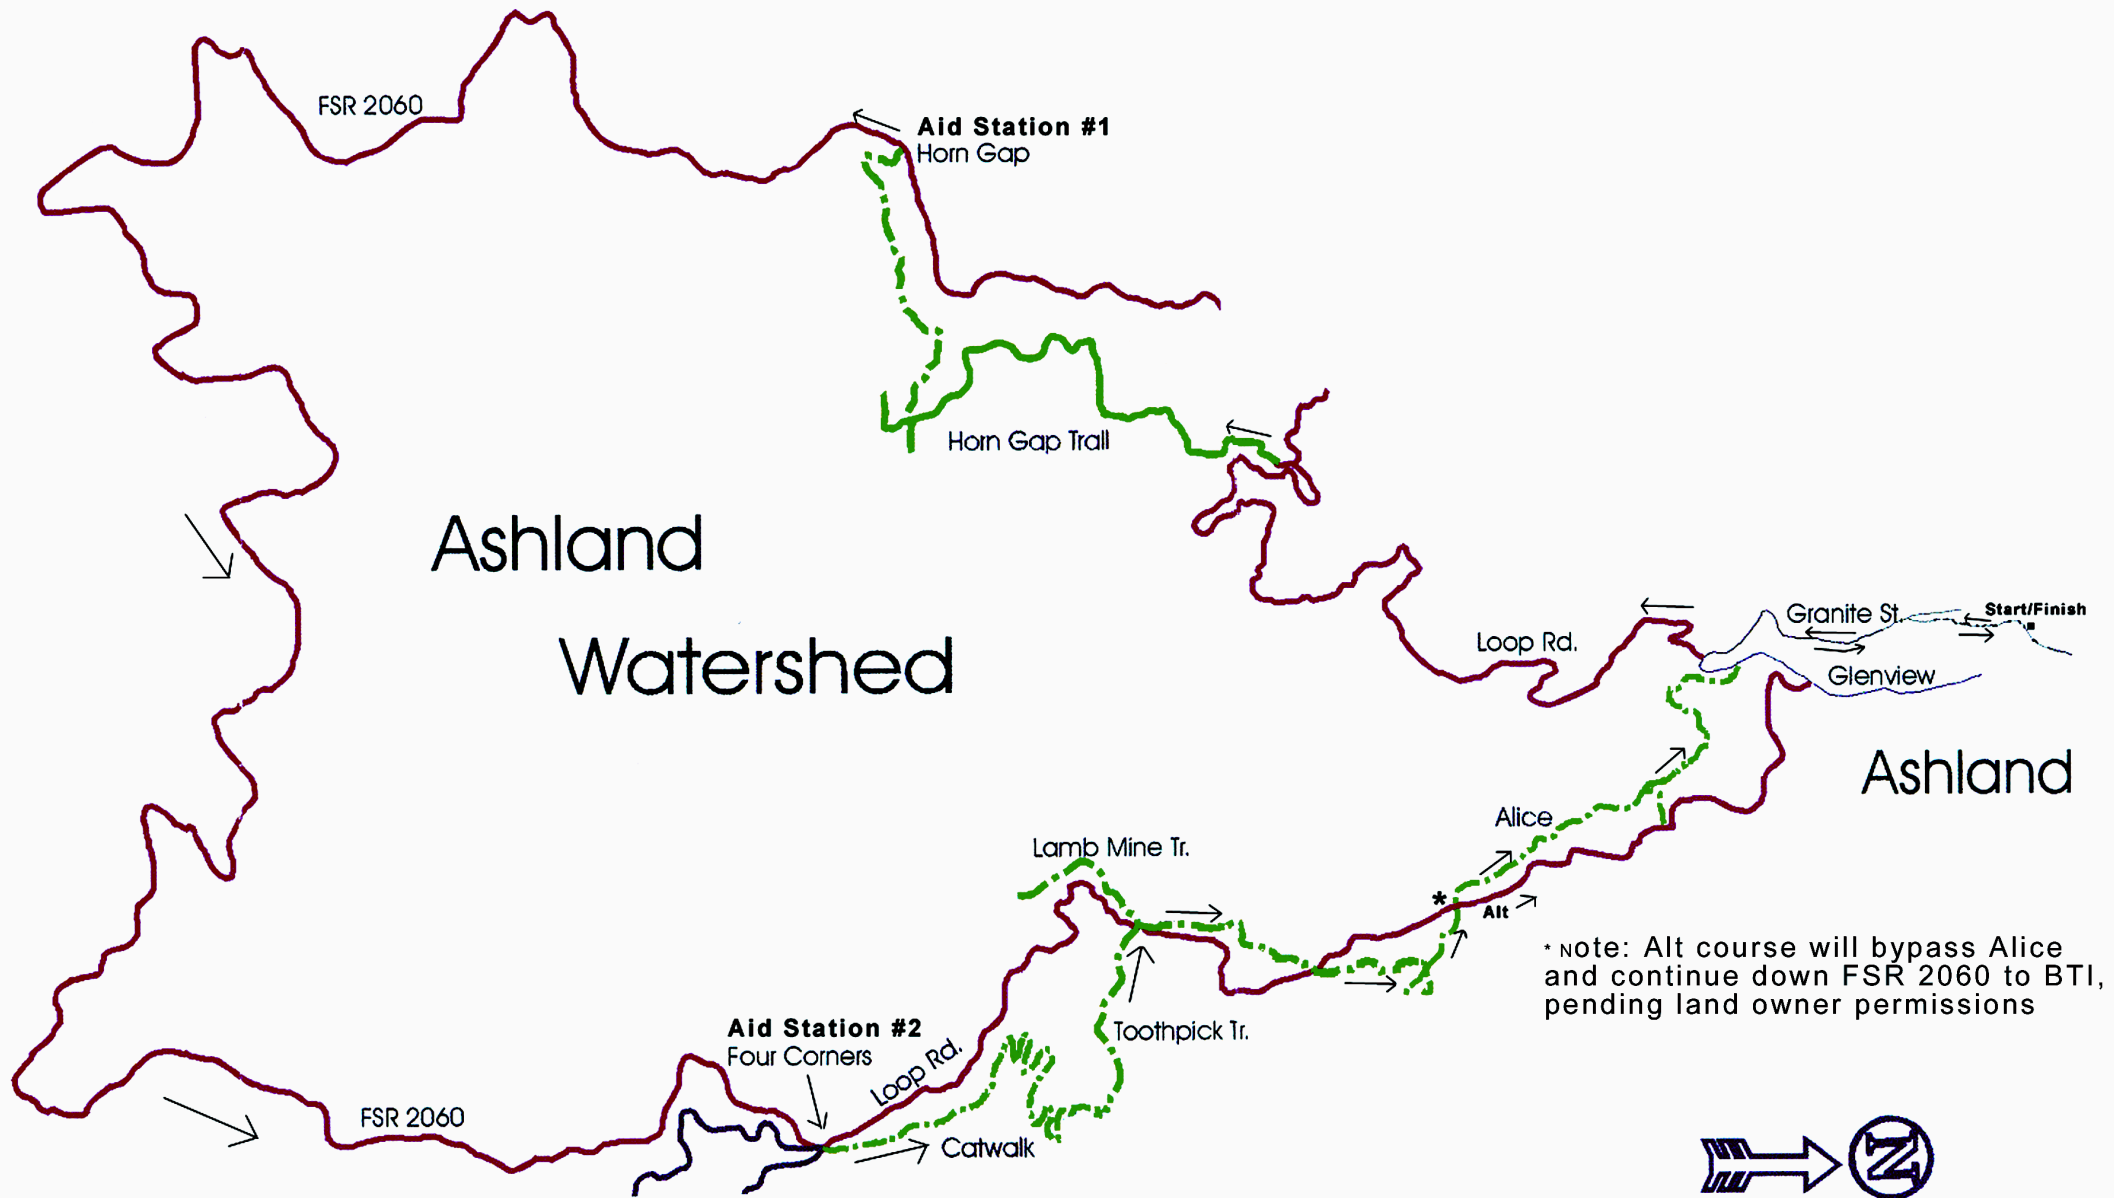 FSR 2060
Aid Station #1
Horn Gap
Horn Gap Trail
Ashland
Watershed
Granite St.
Start/Finish
Loop Rd.
Glenview
Ashland
Alice
Lamb Mine Tr.
*
Alt
* Note: Alt course will bypass Alice
and continue down FSR 2060 to BTI,
pending land owner permissions
Aid Station #2
Four Corners
Toothpick Tr.
Loop Rd.
FSR 2060
Catwalk
N